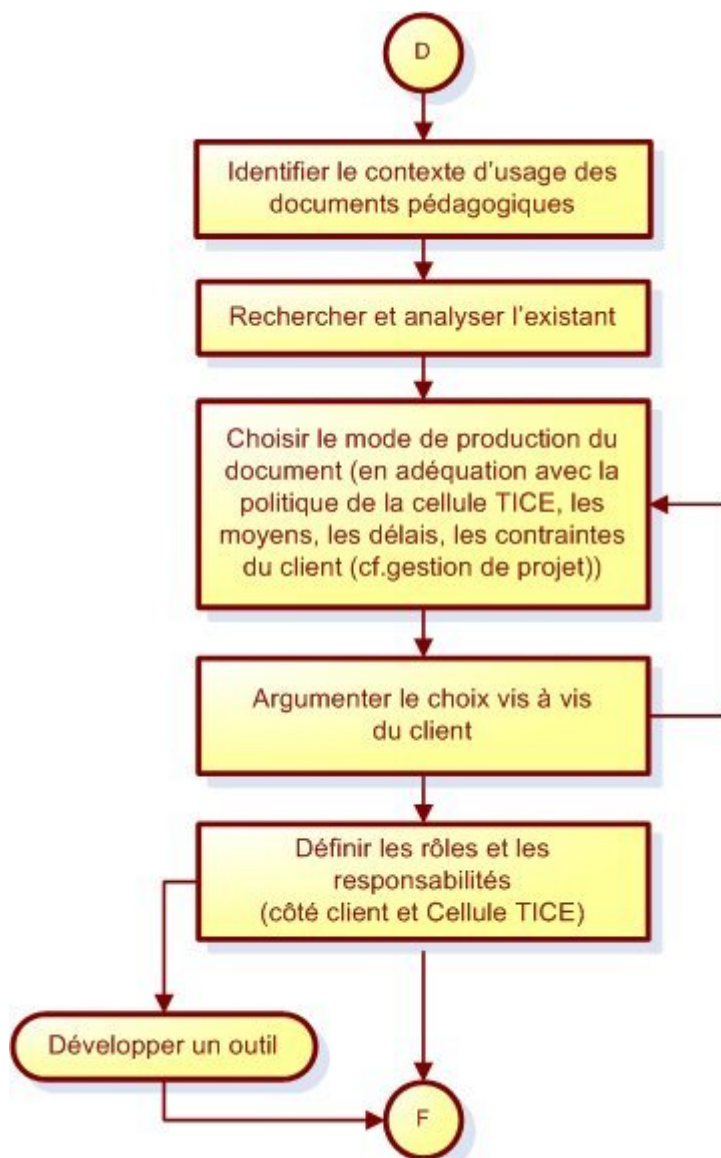 D
Identifier le contexte d'usage des
documents pédagogiques
Rechercher et analyser l'existant
Choisir le mode de production du
document (en adéquation avec la
politique de la cellule TICE, les
moyens, les délais, les contraintes
du client (cf.gestion de projet))
Argumenter le choix vis à vis
du client
Définir les rôles et les
responsabilités
(côté client et Cellule TICE)
Développer un outil
F